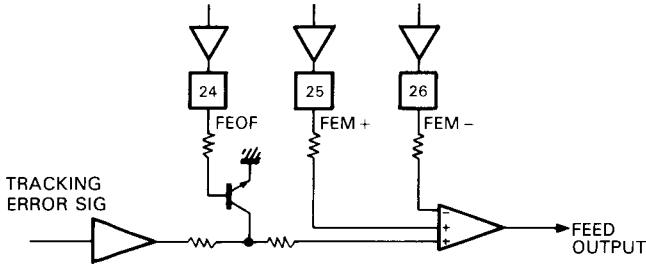 24
25
26
FEOF
FEM +
FEM −
TRACKING
ERROR SIG
−
+
+
FEED
OUTPUT